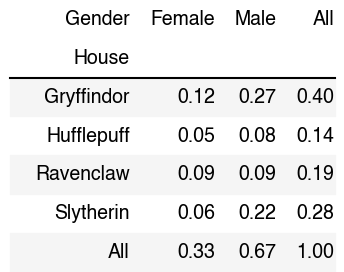 Gender Female Male All
House
Gryffindor 0.12 0.27 0.40
Hufflepuff 0.05 0.08 0.14
Ravenclaw 0.09 0.09 0.19
Slytherin 0.06 0.22 0.28
All 0.33 0.67 1.00